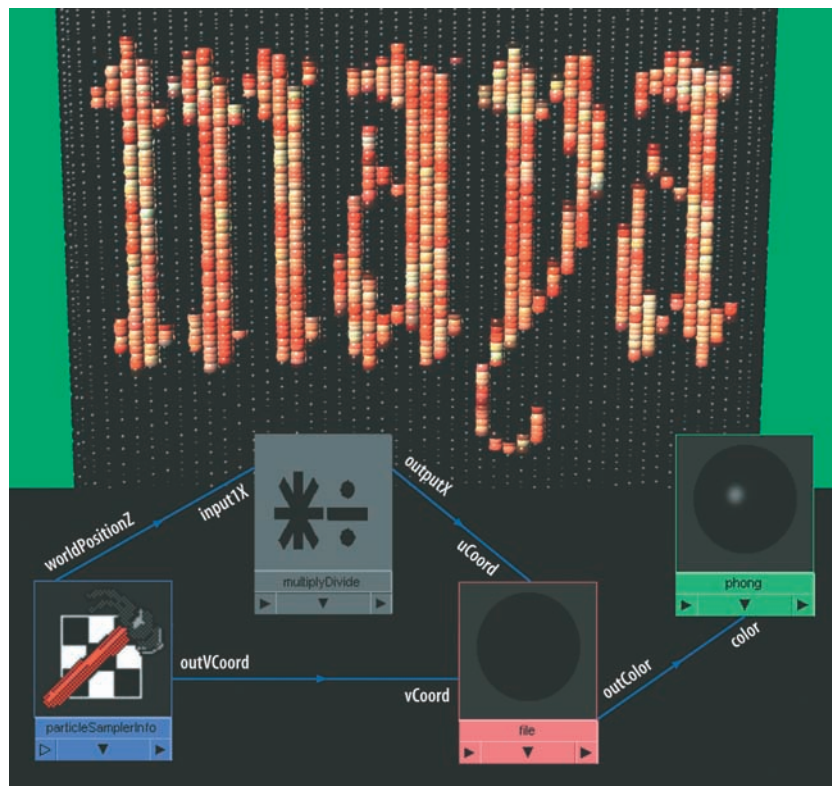 maya
worldPositionZ
input1X
outputX
uCoord
multiplyDivide
phong
outVCoord
vCoord
outColor
color
particleSamplerInfo
file